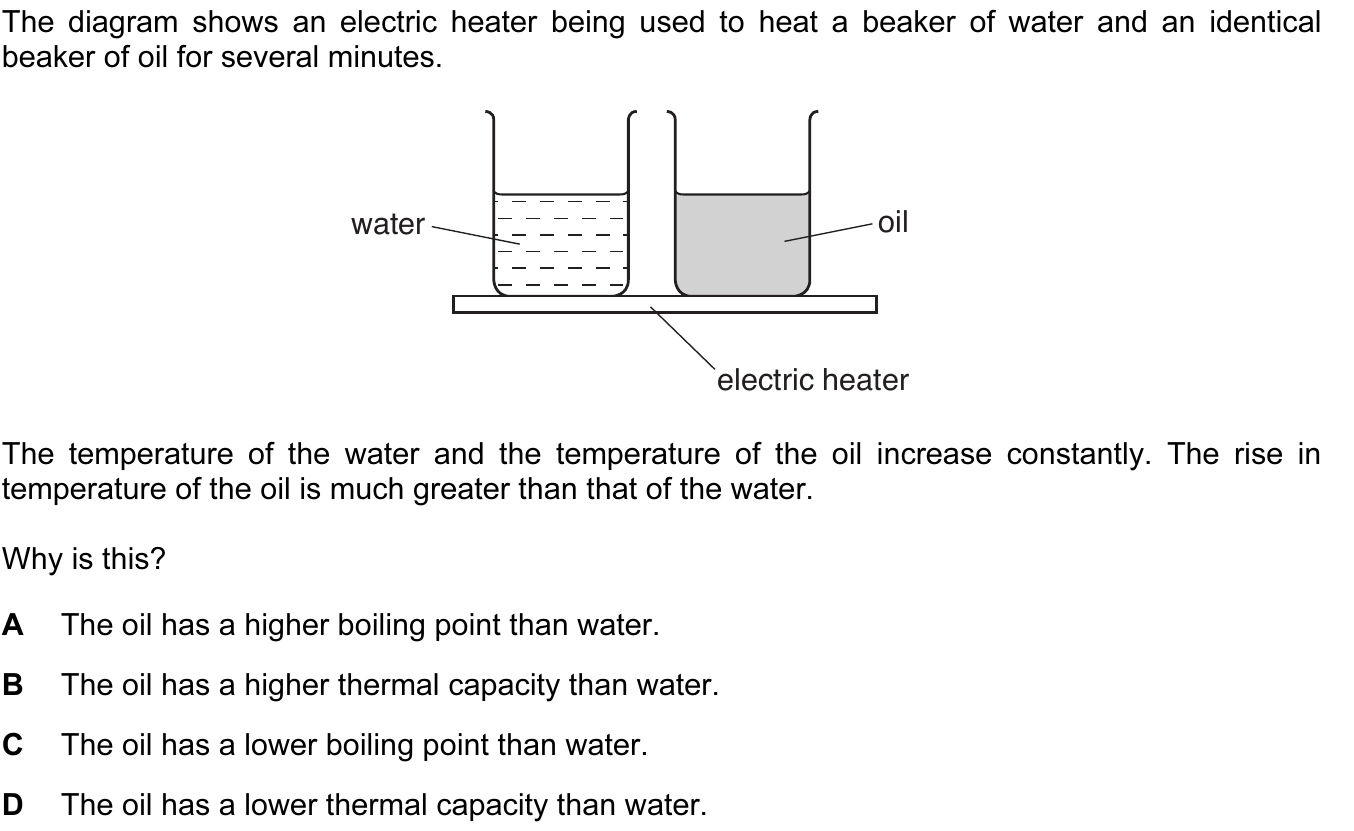 The diagram shows an electric heater being used to heat a beaker of water and an identical
beaker of oil for several minutes.
water
oil
electric heater
The temperature of the water and the temperature of the oil increase constantly. The rise in
temperature of the oil is much greater than that of the water.
Why is this?
A The oil has a higher boiling point than water.
B The oil has a higher thermal capacity than water.
C The oil has a lower boiling point than water.
D The oil has a lower thermal capacity than water.